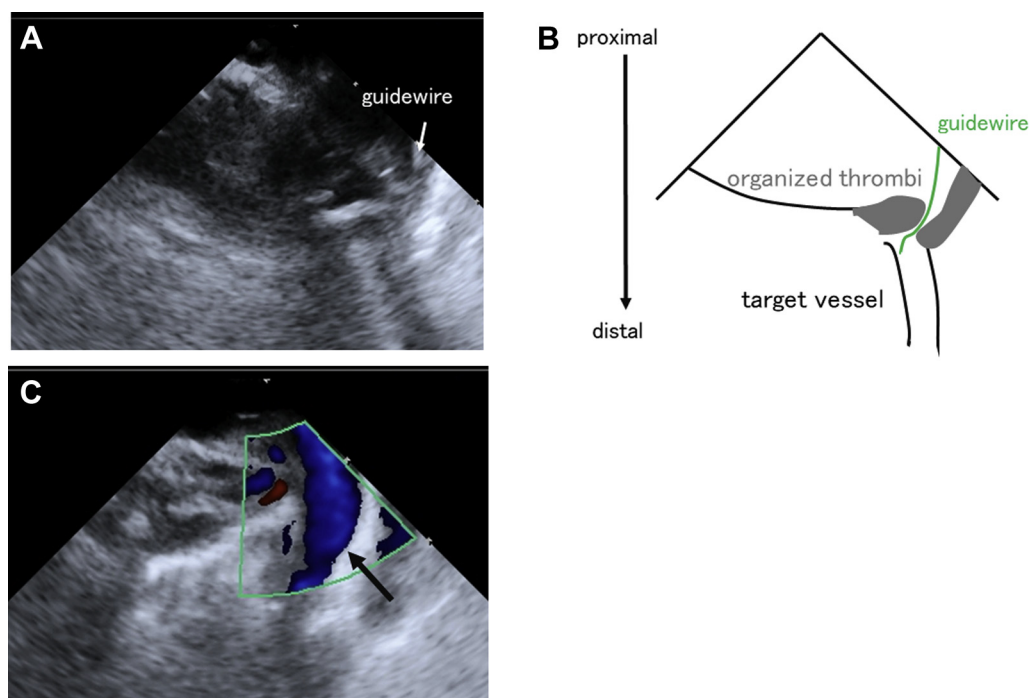 A
guidewire
B
proximal
guidewire
organized thrombi
target vessel
distal
C